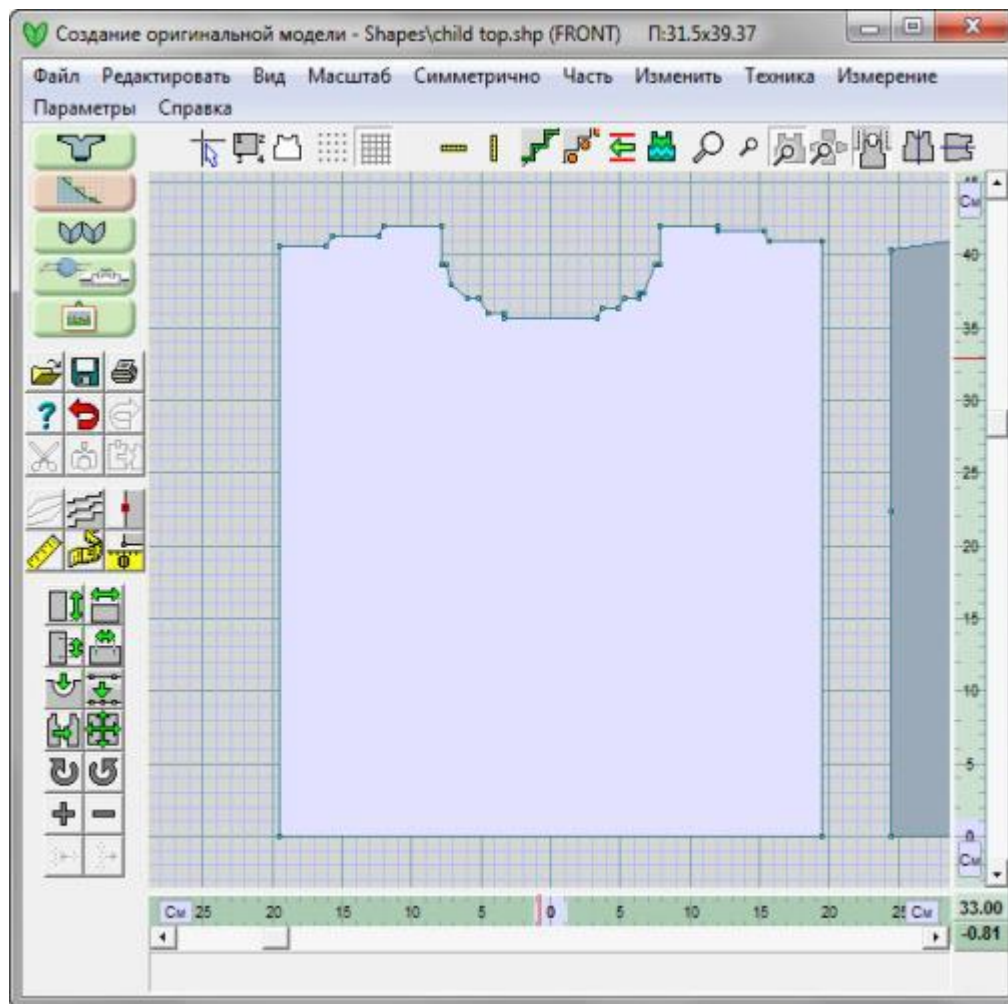 Создание оригинальной модели - Shapes\child top.shp (FRONT) П:31.5x39.37
Файл Редактировать Вид Масштаб Симметрично Часть Изменить Техника Измерение
Параметры Справка
См
40
35
30
25
20
15
10
5
0
См
См 25 20 15 10 5 0 5 10 15 20 25 См
33.00
-0.81